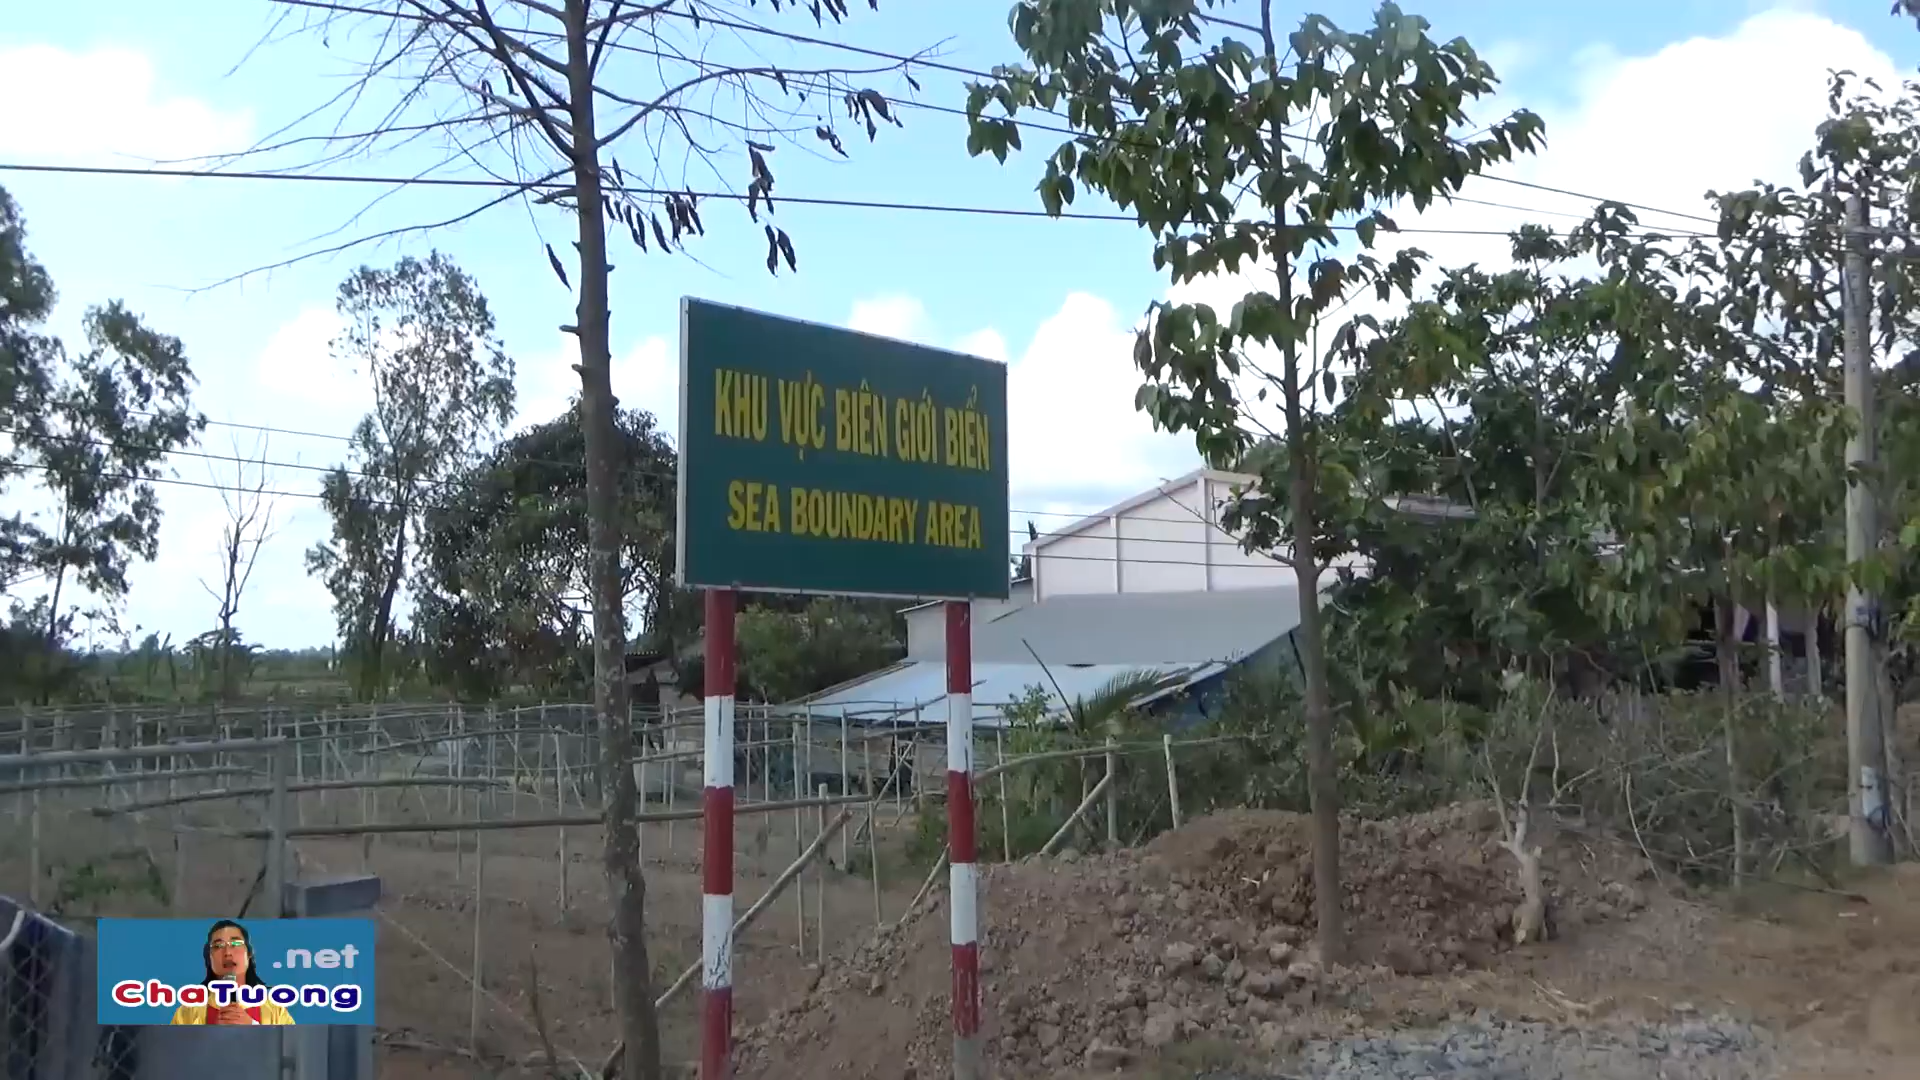 KHU VỰC BIÊN GIỚI BIỂN
SEA BOUNDARY AREA
.net
ChaTuong